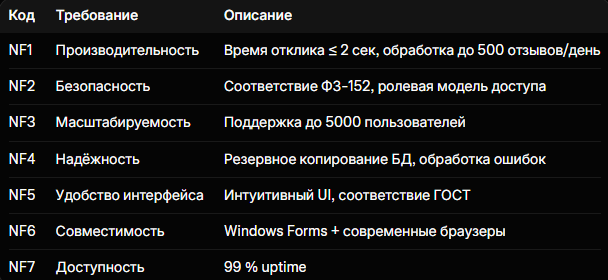 Код Требование Описание
NF1 Производительность Время отклика ≤ 2 сек, обработка до 500 отзывов/день
NF2 Безопасность Соответствие ФЗ-152, ролевая модель доступа
NF3 Масштабируемость Поддержка до 5000 пользователей
NF4 Надёжность Резервное копирование БД, обработка ошибок
NF5 Удобство интерфейса Интуитивный UI, соответствие ГОСТ
NF6 Совместимость Windows Forms + современные браузеры
NF7 Доступность 99 % uptime